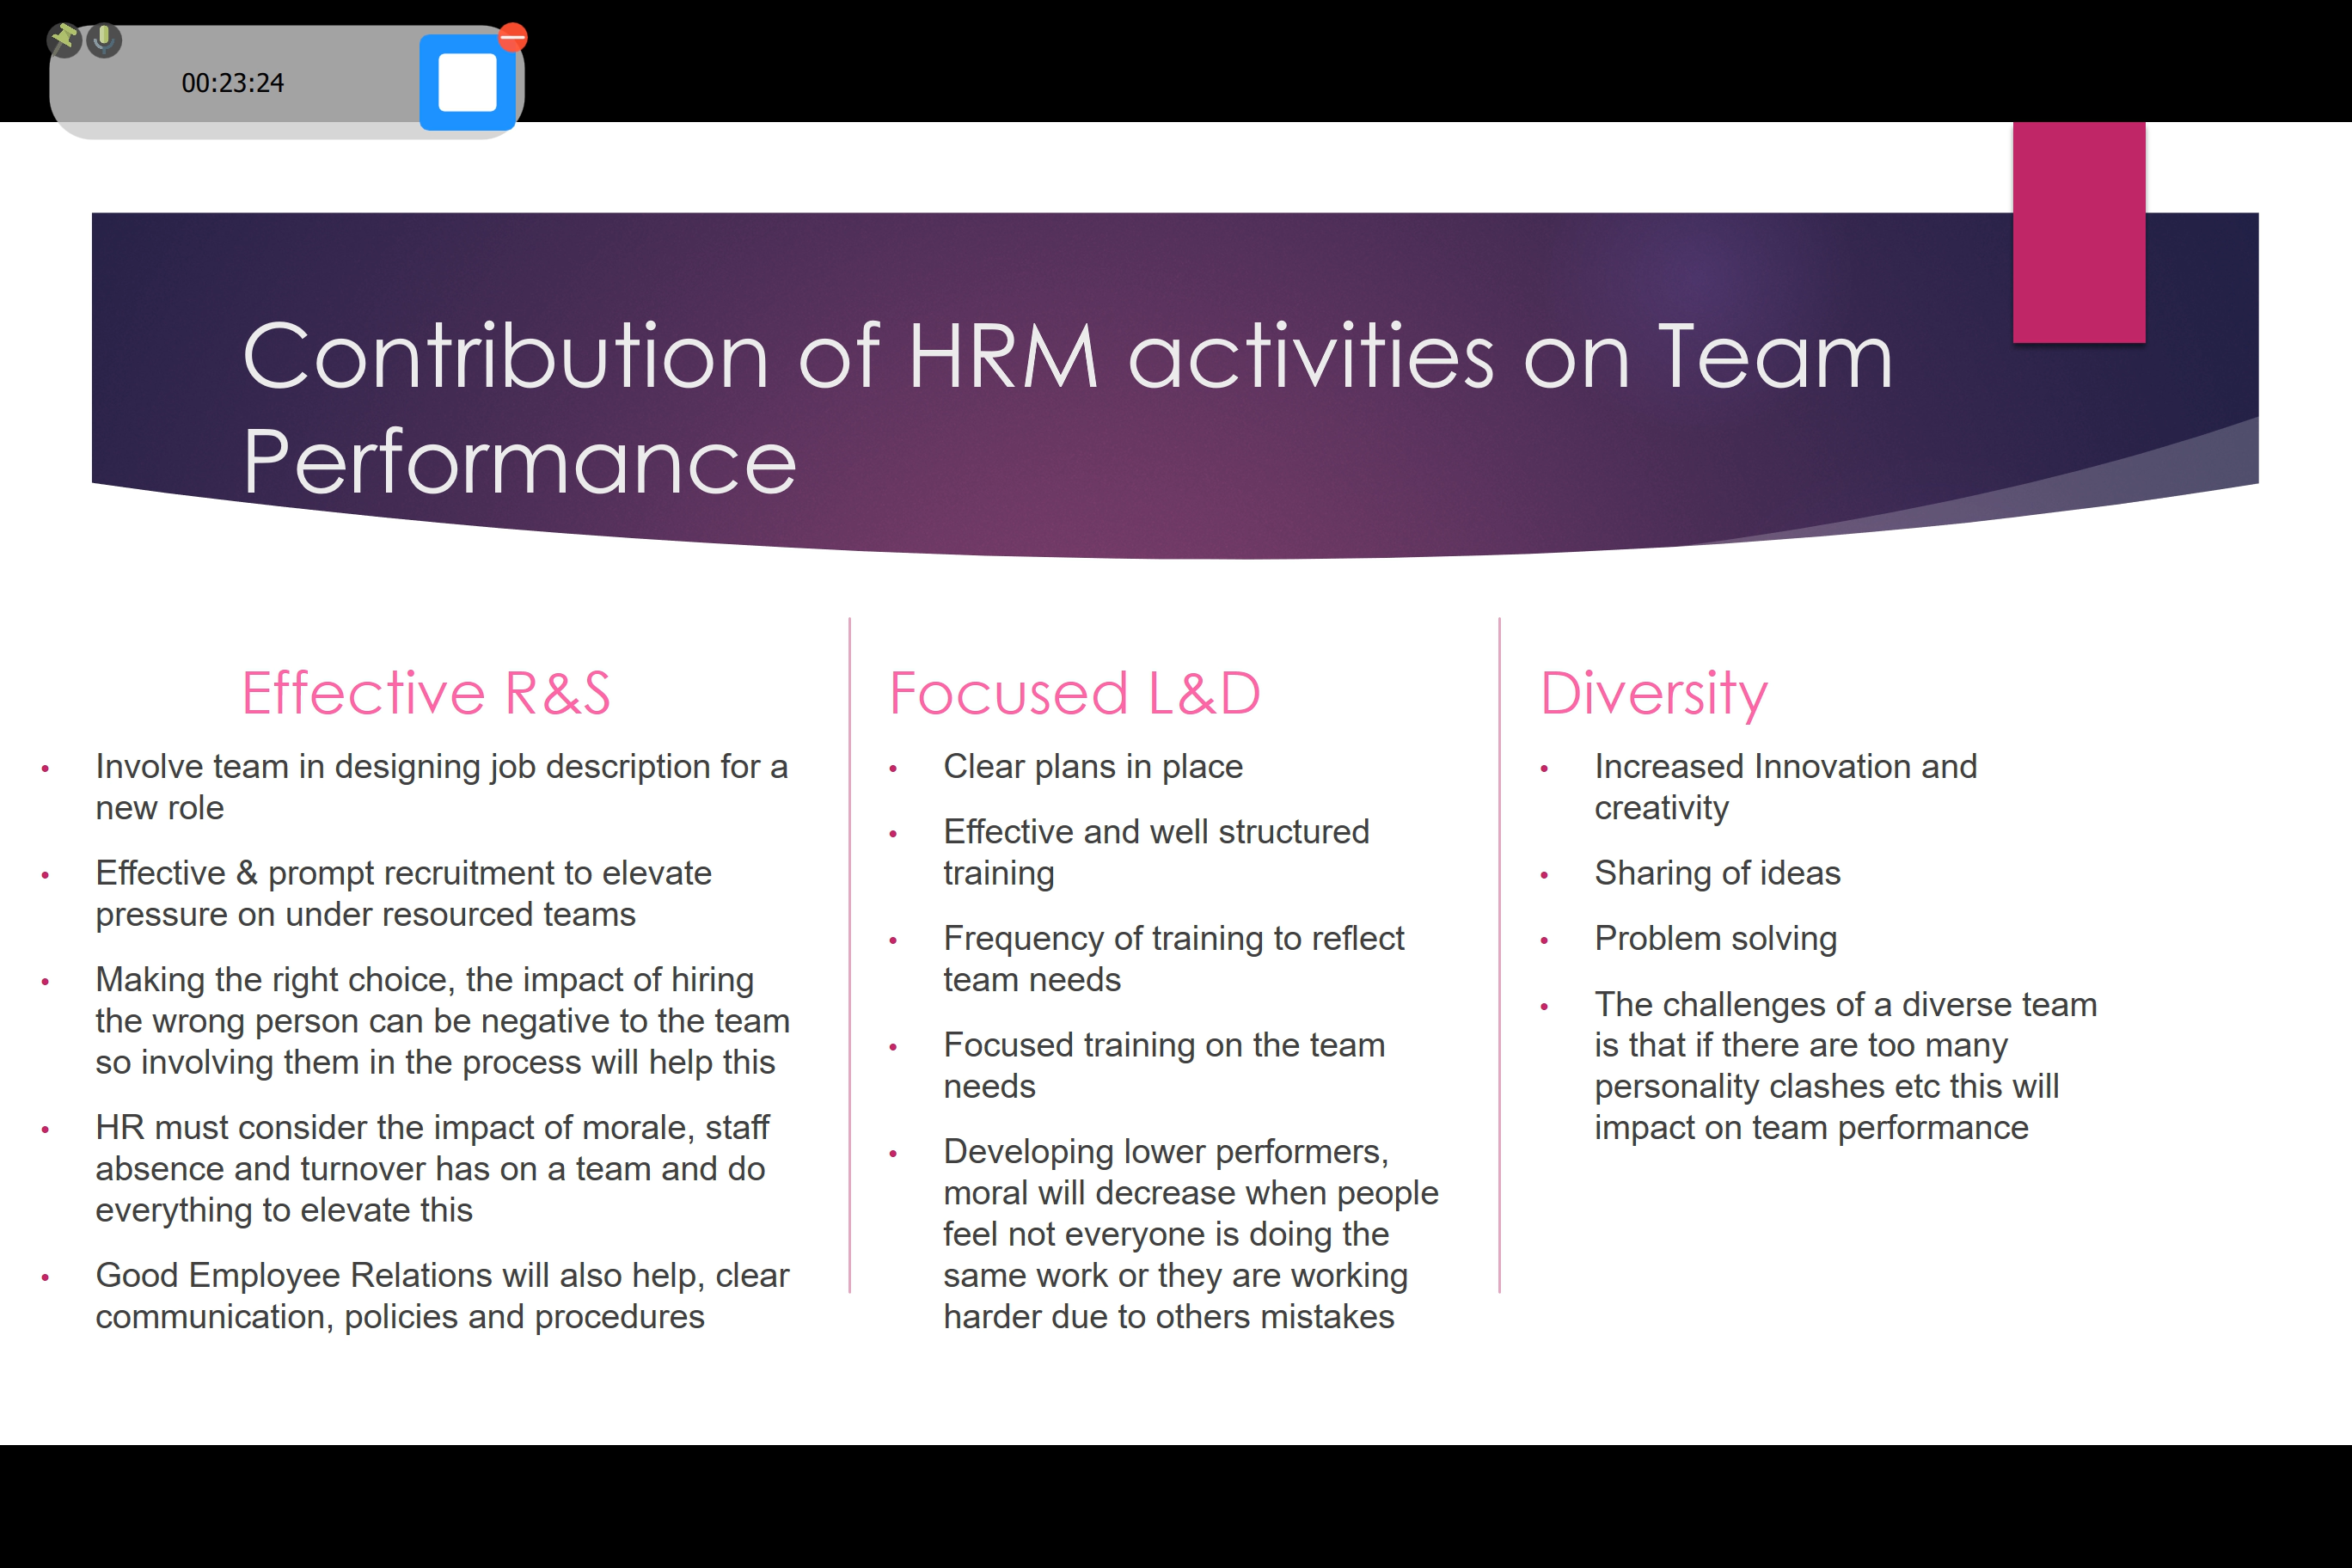 00:23:24
Contribution of HRM activities on Team
Performance
Effective R&S
• Involve team in designing job description for a
new role
• Effective & prompt recruitment to elevate
pressure on under resourced teams
• Making the right choice, the impact of hiring
the wrong person can be negative to the team
so involving them in the process will help this
• HR must consider the impact of morale, staff
absence and turnover has on a team and do
everything to elevate this
• Good Employee Relations will also help, clear
communication, policies and procedures
Focused L&D
• Clear plans in place
• Effective and well structured
training
• Frequency of training to reflect
team needs
• Focused training on the team
needs
• Developing lower performers,
moral will decrease when people
feel not everyone is doing the
same work or they are working
harder due to others mistakes
Diversity
• Increased Innovation and
creativity
• Sharing of ideas
• Problem solving
• The challenges of a diverse team
is that if there are too many
personality clashes etc this will
impact on team performance